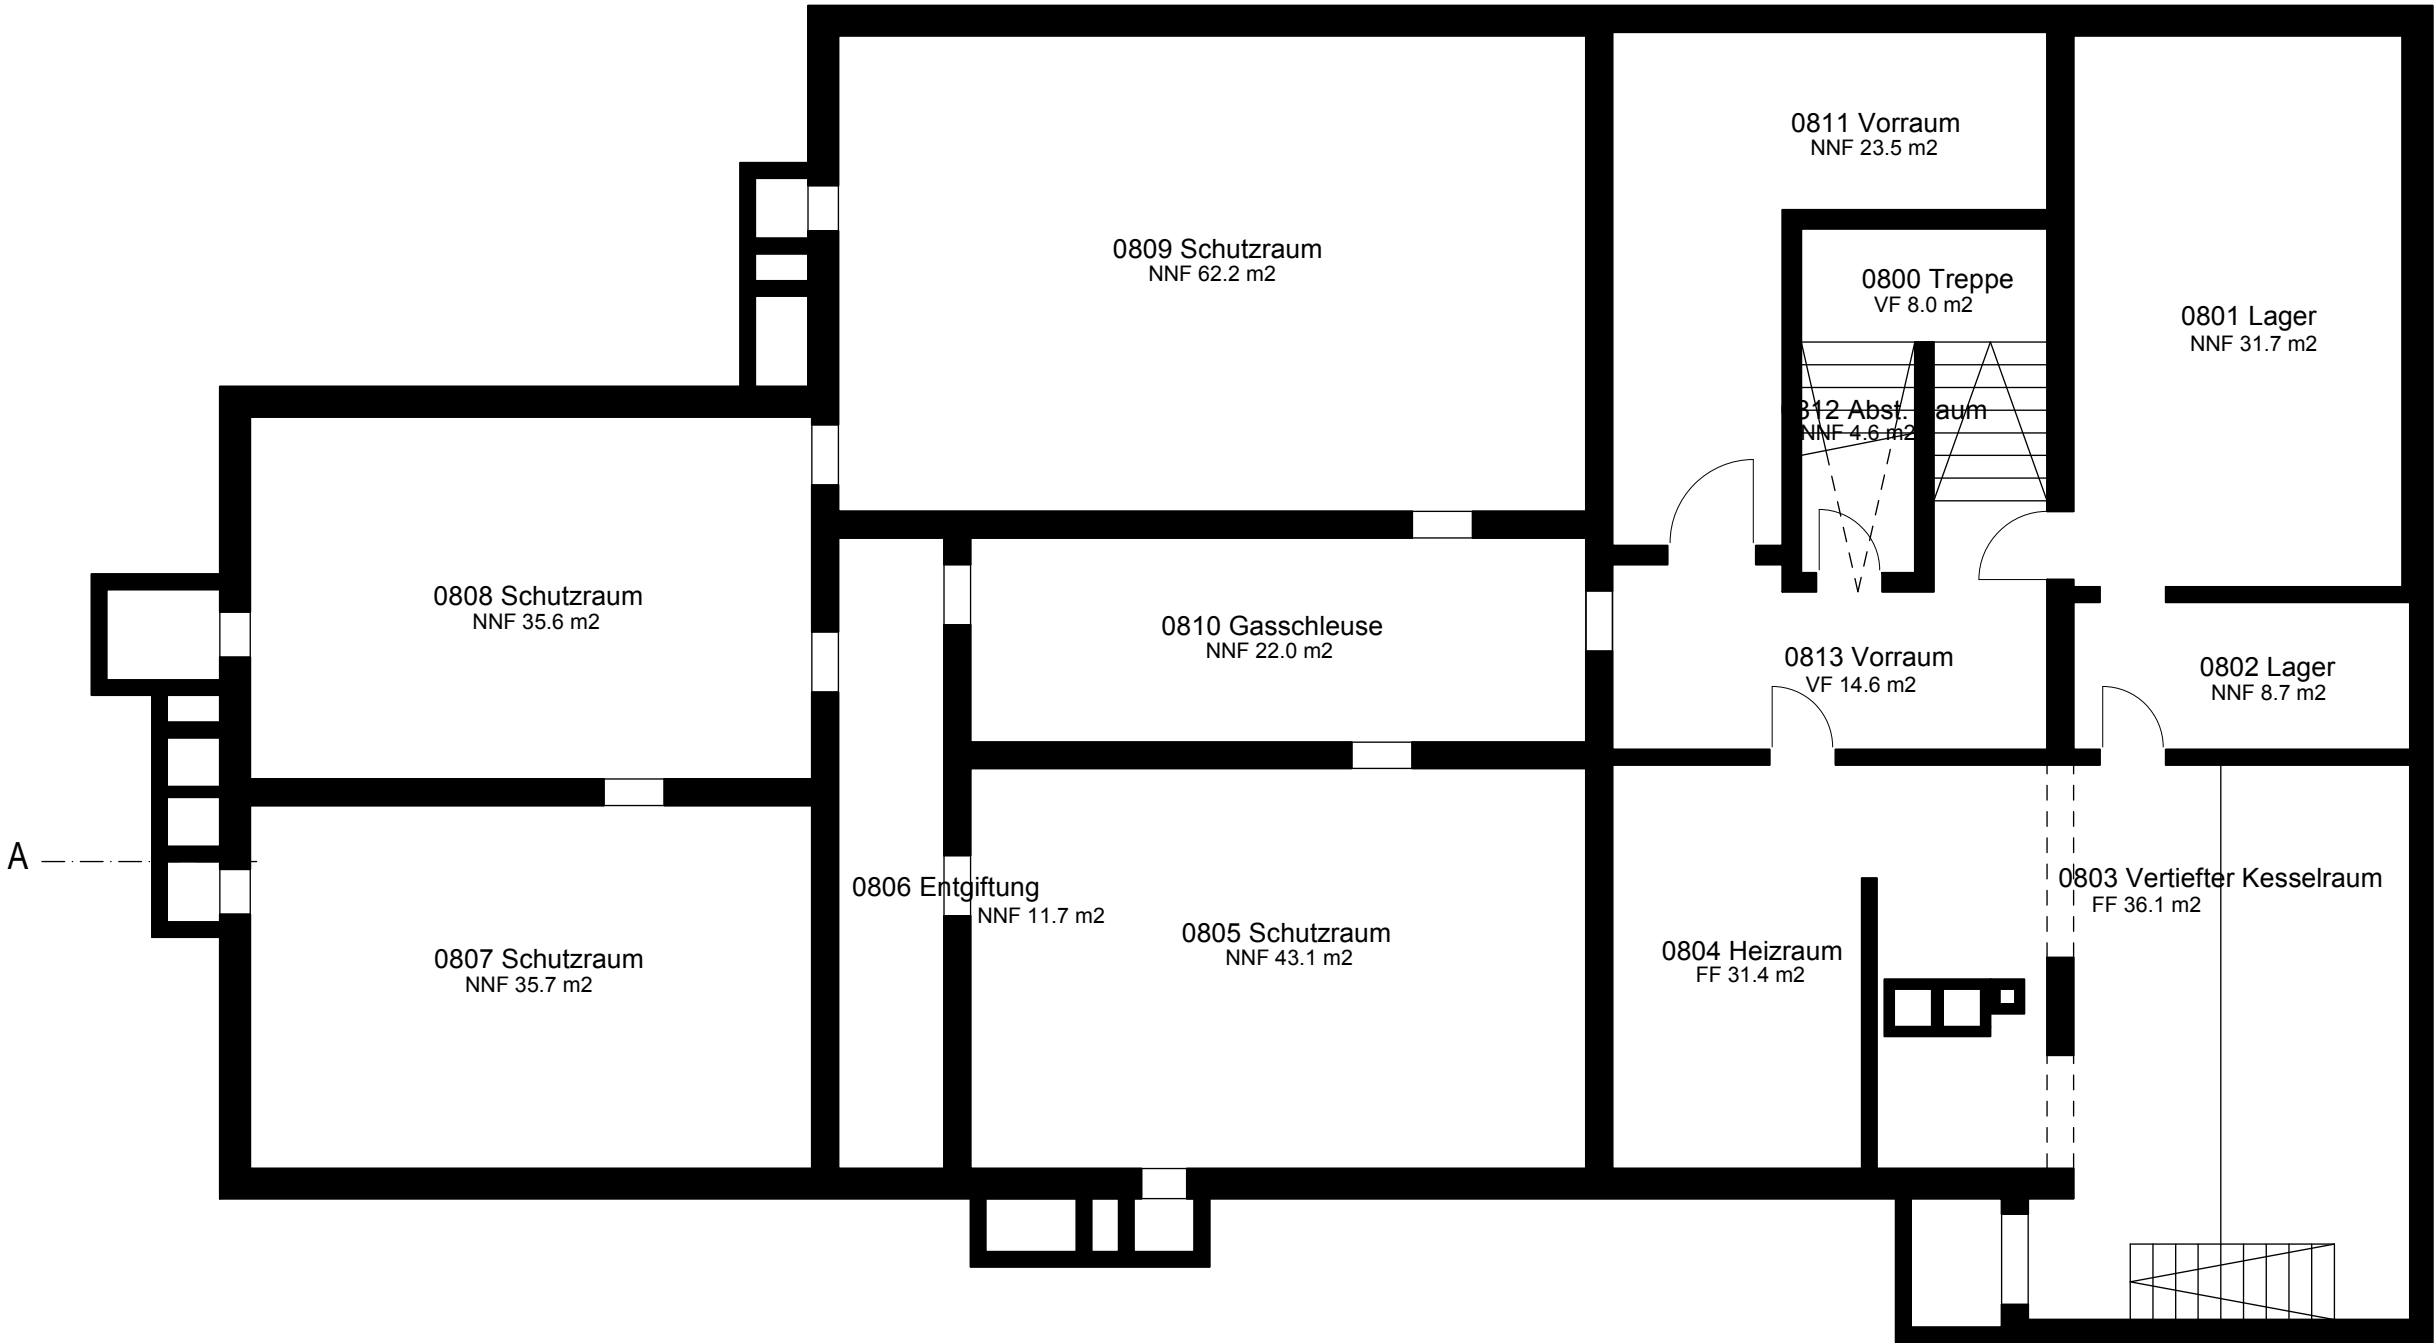 0811 Vorraum
NNF 23.5 m2
0809 Schutzraum
NNF 62.2 m2
0800 Treppe
VF 8.0 m2
0801 Lager
NNF 31.7 m2
Abst.
NNF 4.6 m2
0808 Schutzraum
NNF 35.6 m2
0810 Gasschleuse
NNF 22.0 m2
0813 Vorraum
VF 14.6 m2
0802 Lager
NNF 8.7 m2
A
0806 Entgiftung
NNF 11.7 m2
0803 Vertiefter Kesselraum
FF 36.1 m2
0805 Schutzraum
NNF 43.1 m2
0804 Heizraum
FF 31.4 m2
0807 Schutzraum
NNF 35.7 m2